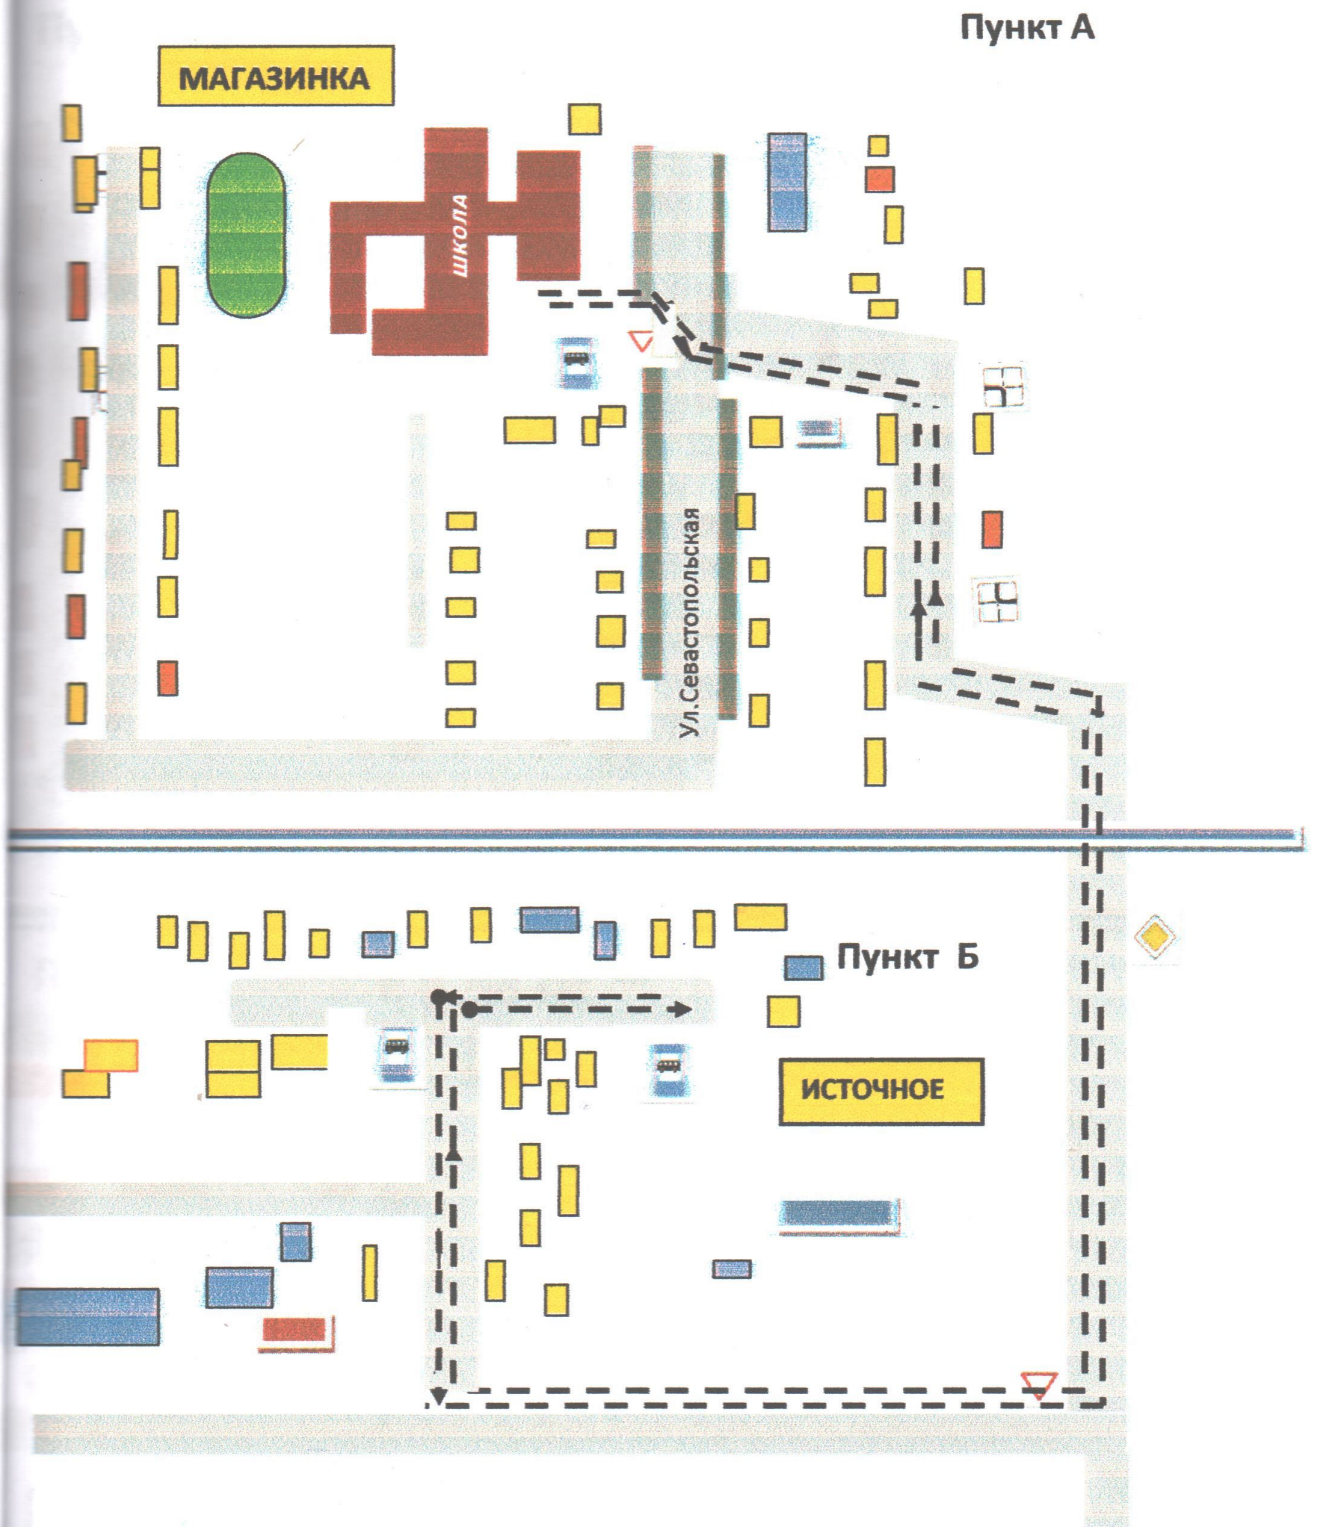 Пункт А
МАГАЗИНКА
ШКОЛА
Ул.Севастопольская
Пункт Б
ИСТОЧНОЕ